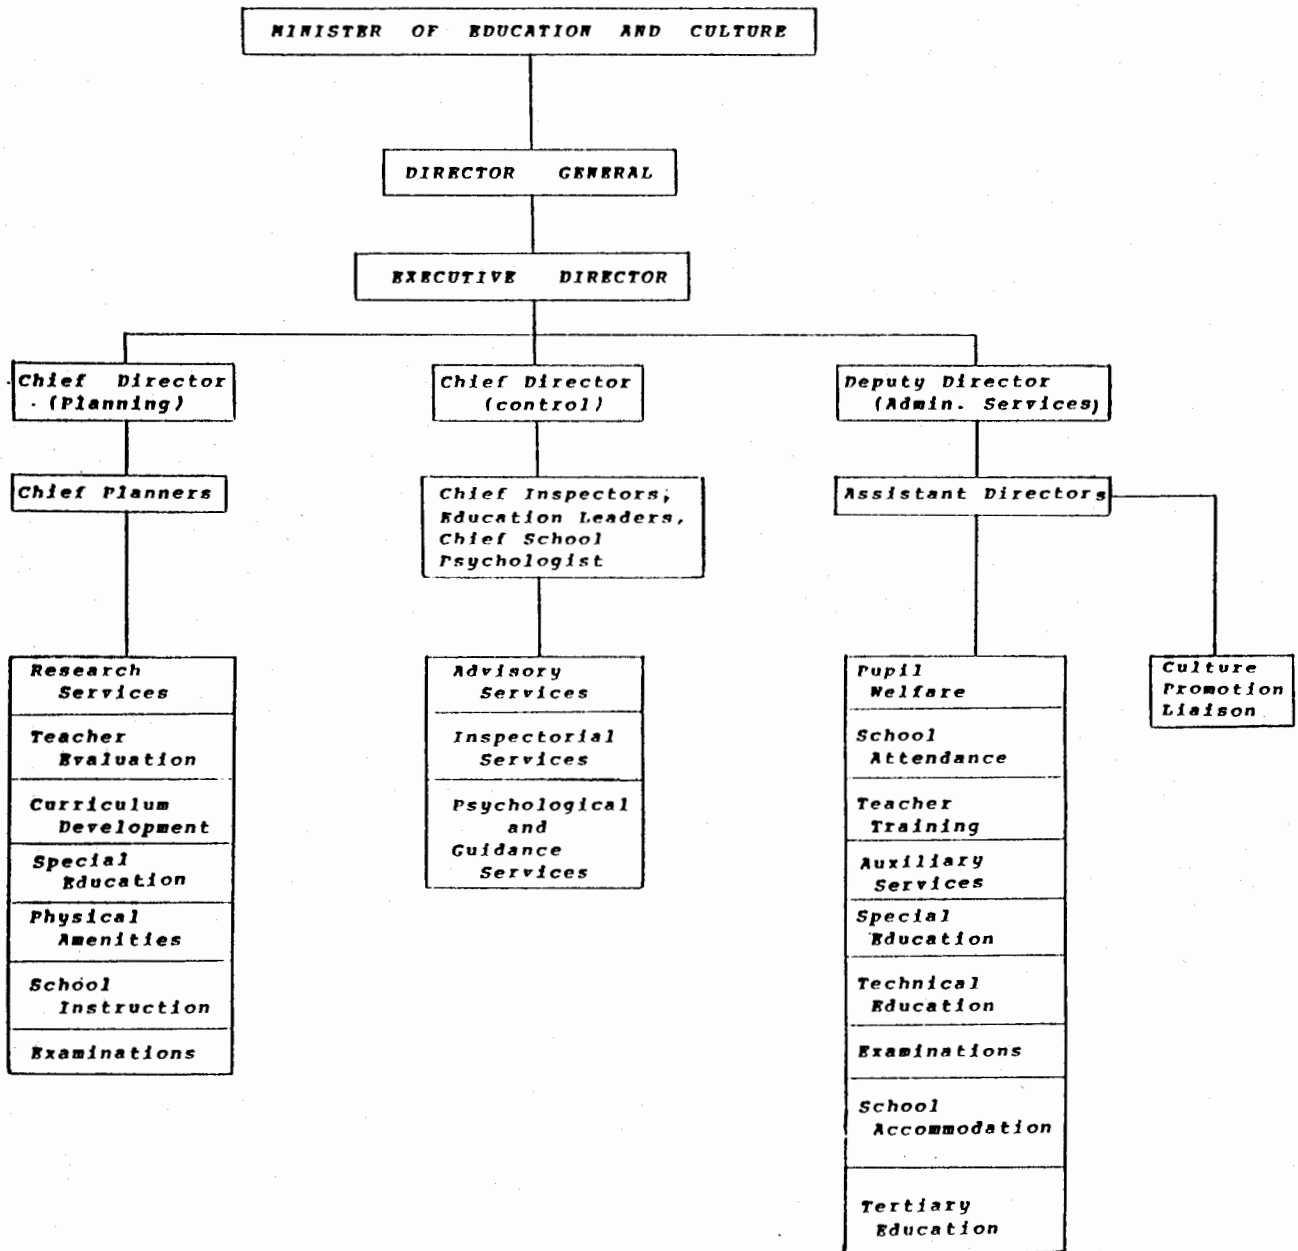 MINISTER OF EDUCATION AND CULTURE
DIRECTOR GENERAL
EXECUTIVE DIRECTOR
Chief Director
(Planning)
Chief Director
(control)
Deputy Director
(Admin. Services)
Chief Planners
Chief Inspectors,
Education Leaders,
Chief School
Psychologist
Assistant Directors
Research
Services
Teacher
Evaluation
Curriculum
Development
Special
Education
Physical
Amenities
School
Instruction
Examinations
Advisory
Services
Inspectorial
Services
Psychological
and
Guidance
Services
Pupil
Welfare
School
Attendance
Teacher
Training
Auxiliary
Services
Special
Education
Technical
Education
Examinations
School
Accommodation
Tertiary
Education
Culture
Promotion
Liaison